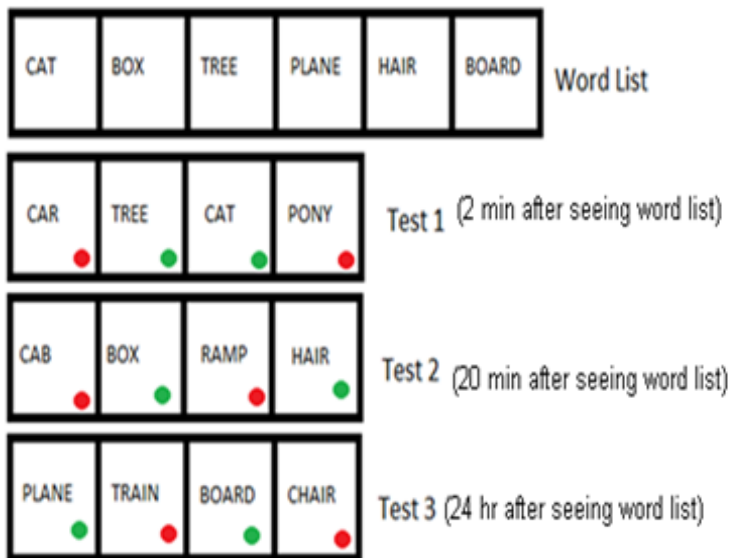 CAT BOX TREE PLANE HAIR BOARD Word List
CAR TREE CAT PONY Test 1 (2 min after seeing word list)
CAB BOX RAMP HAIR Test 2 (20 min after seeing word list)
PLANE TRAIN BOARD CHAIR Test 3 (24 hr after seeing word list)